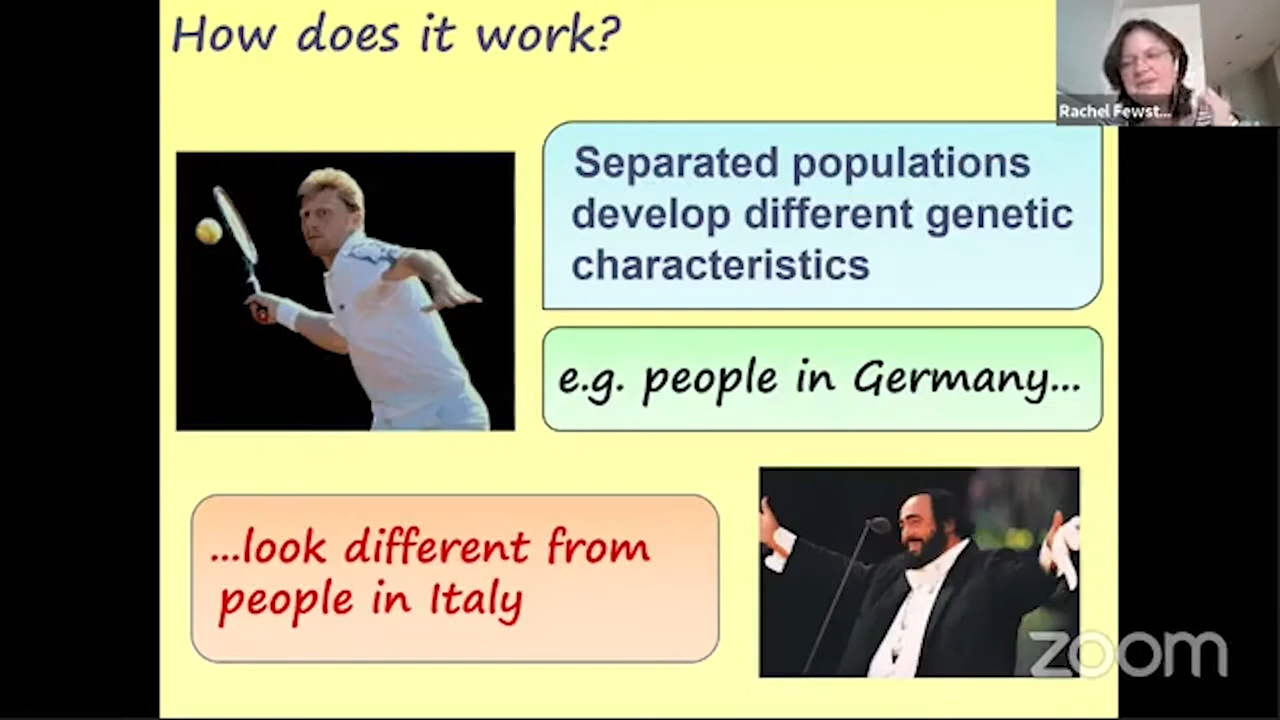 How does it work?
Rachel Fewst...
Separated populations
develop different genetic
characteristics
e.g. people in Germany...
...look different from
people in Italy
zoom